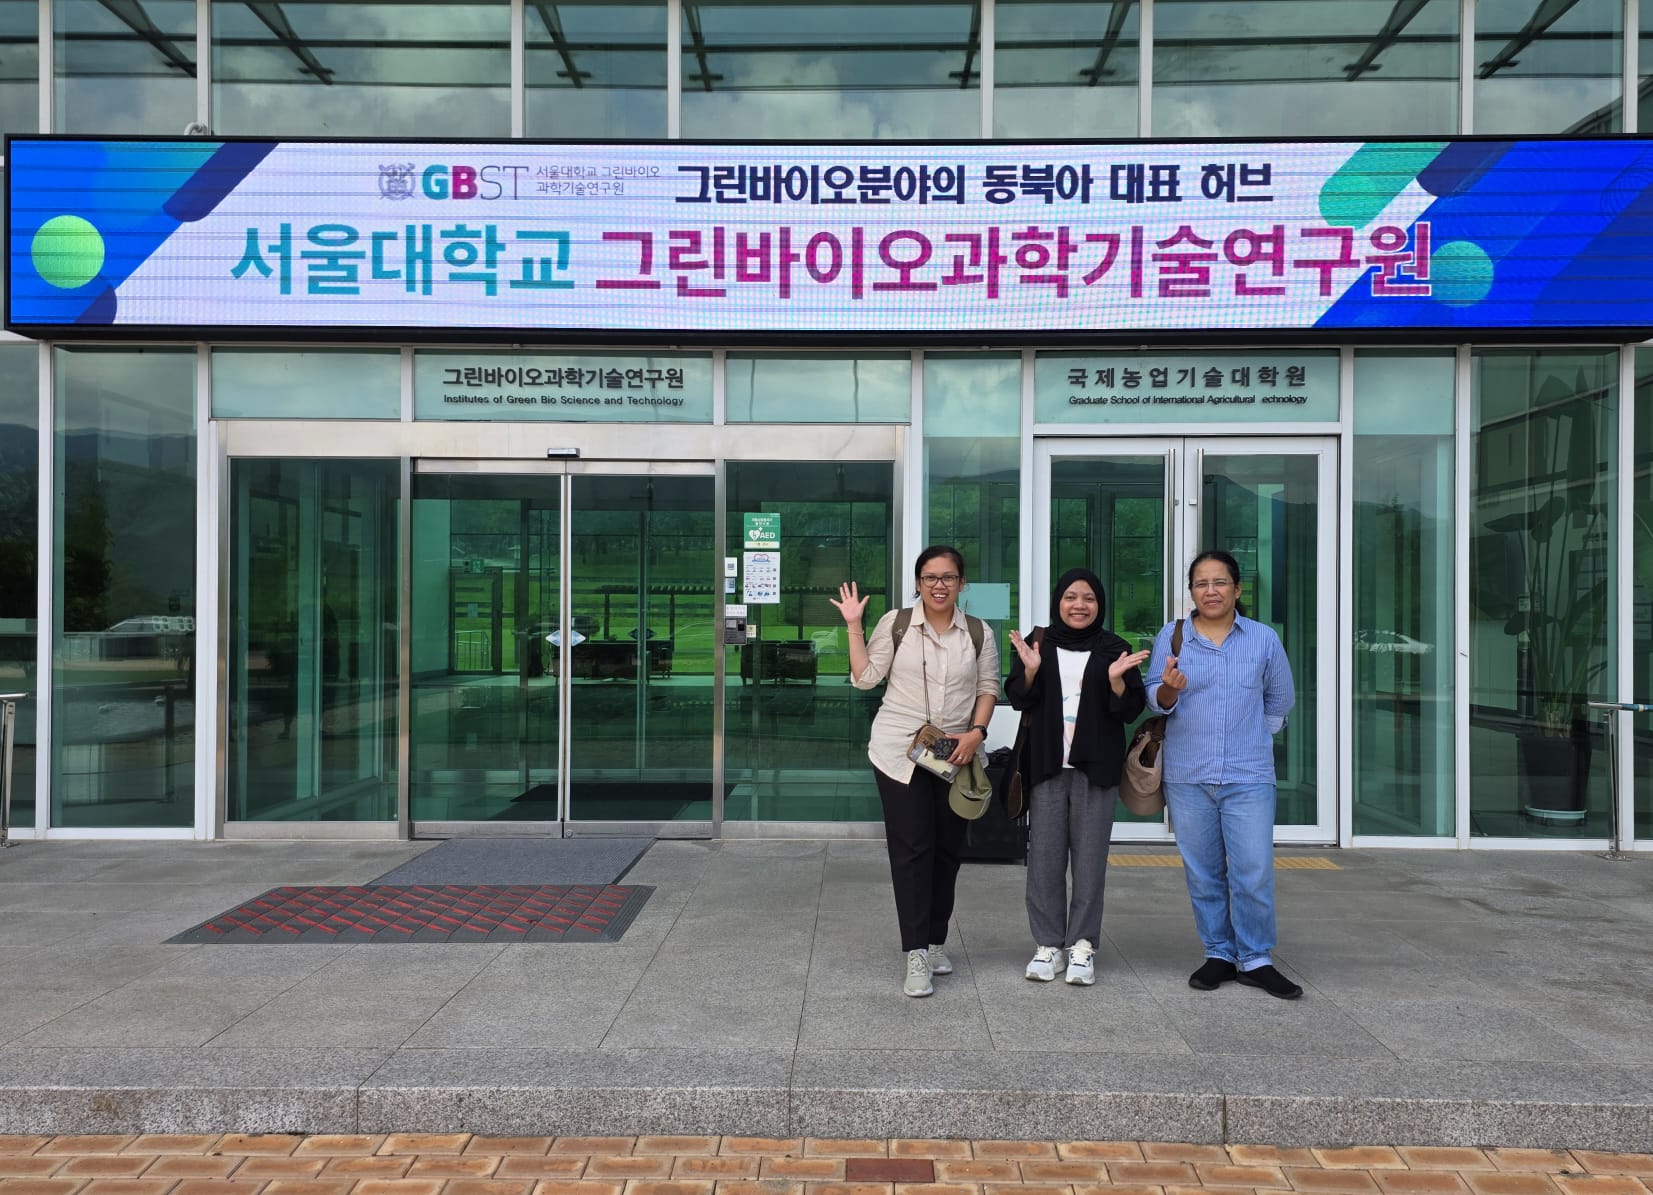 GBST 서울대학교 그린바이오
과학기술연구원
그린바이오분야의 동북아 대표 허브
서울대학교 그린바이오과학기술연구원
그린바이오과학기술연구원
Institutes of Green Bio Science and Technology
국제농업기술대학원
Graduate School of International Agricultural echnology
AED